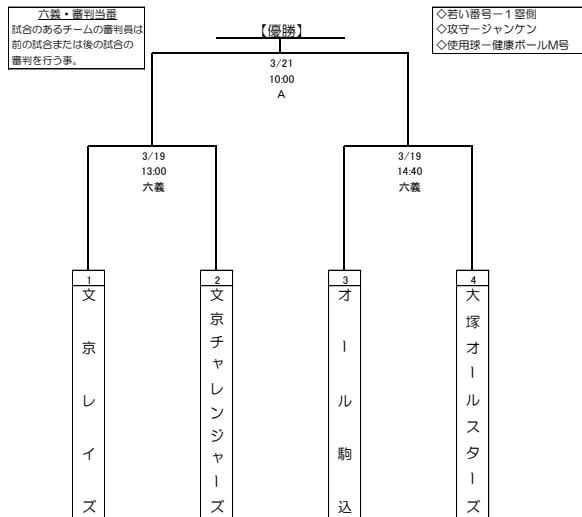 六義・審判当番
試合のあるチームの審判員は
前の試合または後の試合の
審判を行う事。
【優勝】
◇若い番号－1塁側
◇攻守－ジャンケン
◇使用球－健康ボールM号
3/21
10:00
A
3/19
13:00
六義
3/19
14:40
六義
1
文京レイズ
2
文京チャレンジャーズ
3
オール駒込
4
大塚オールスターズ